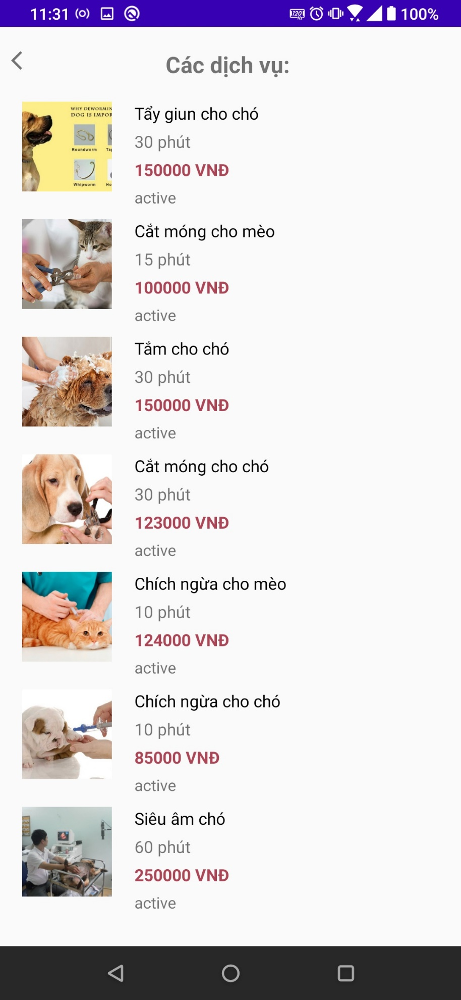 11:31
120
Hz
100%
Các dịch vụ:
WHY DEWORMIN
DOG IS IMPOR
Roundworm Tap
Whipworm Ho
Tẩy giun cho chó
30 phút
150000 VNĐ
active
Cắt móng cho mèo
15 phút
100000 VNĐ
active
Tắm cho chó
30 phút
150000 VNĐ
active
Cắt móng cho chó
30 phút
123000 VNĐ
active
Chích ngừa cho mèo
10 phút
124000 VNĐ
active
Chích ngừa cho chó
10 phút
85000 VNĐ
active
Siêu âm chó
60 phút
250000 VNĐ
active